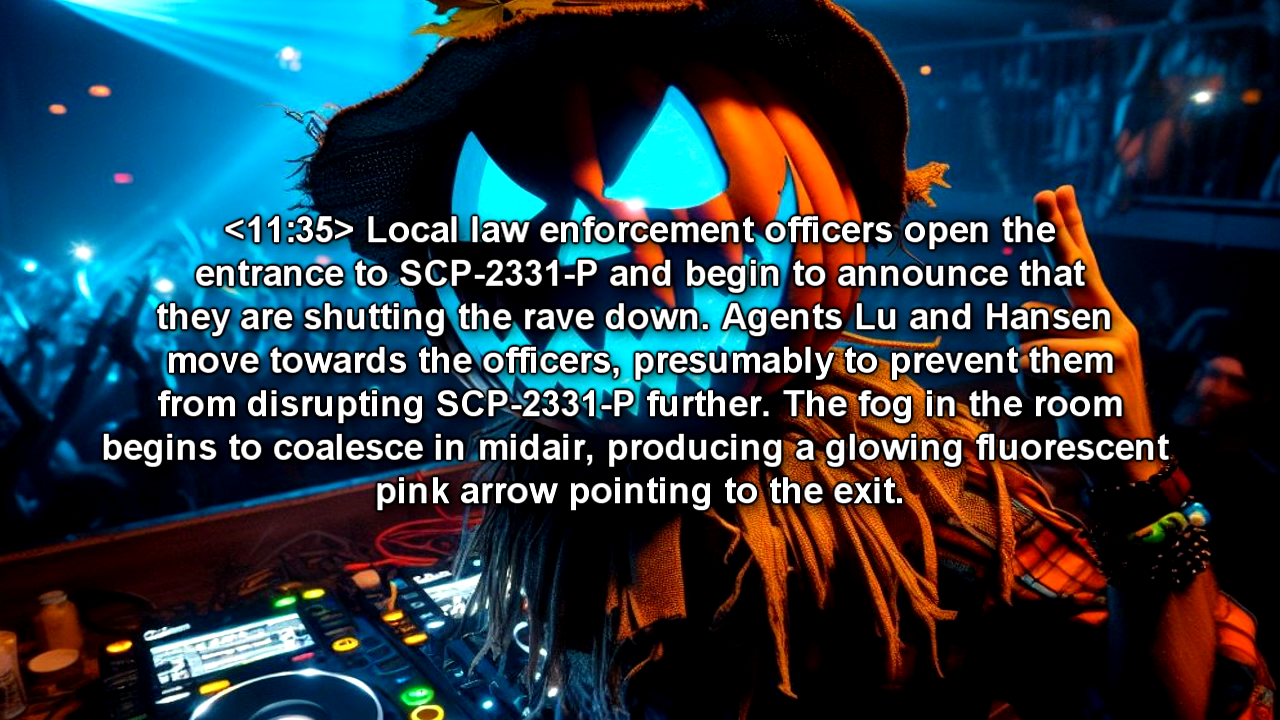 <11:35> Local law enforcement officers open the
entrance to SCP-2331-P and begin to announce that
they are shutting the rave down. Agents Lu and Hansen
move towards the officers, presumably to prevent them
from disrupting SCP-2331-P further. The fog in the room
begins to coalesce in midair, producing a glowing fluorescent
pink arrow pointing to the exit.